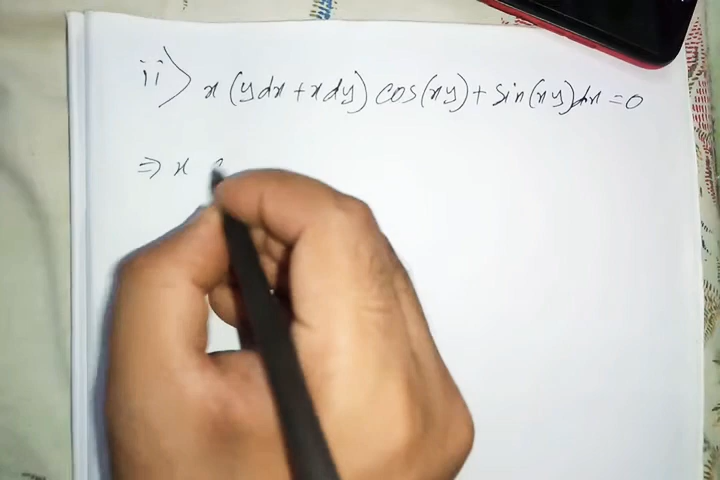 ii) x (ydx + xdy) cos(xy) + sin(xy)dx = 0
⇒ x